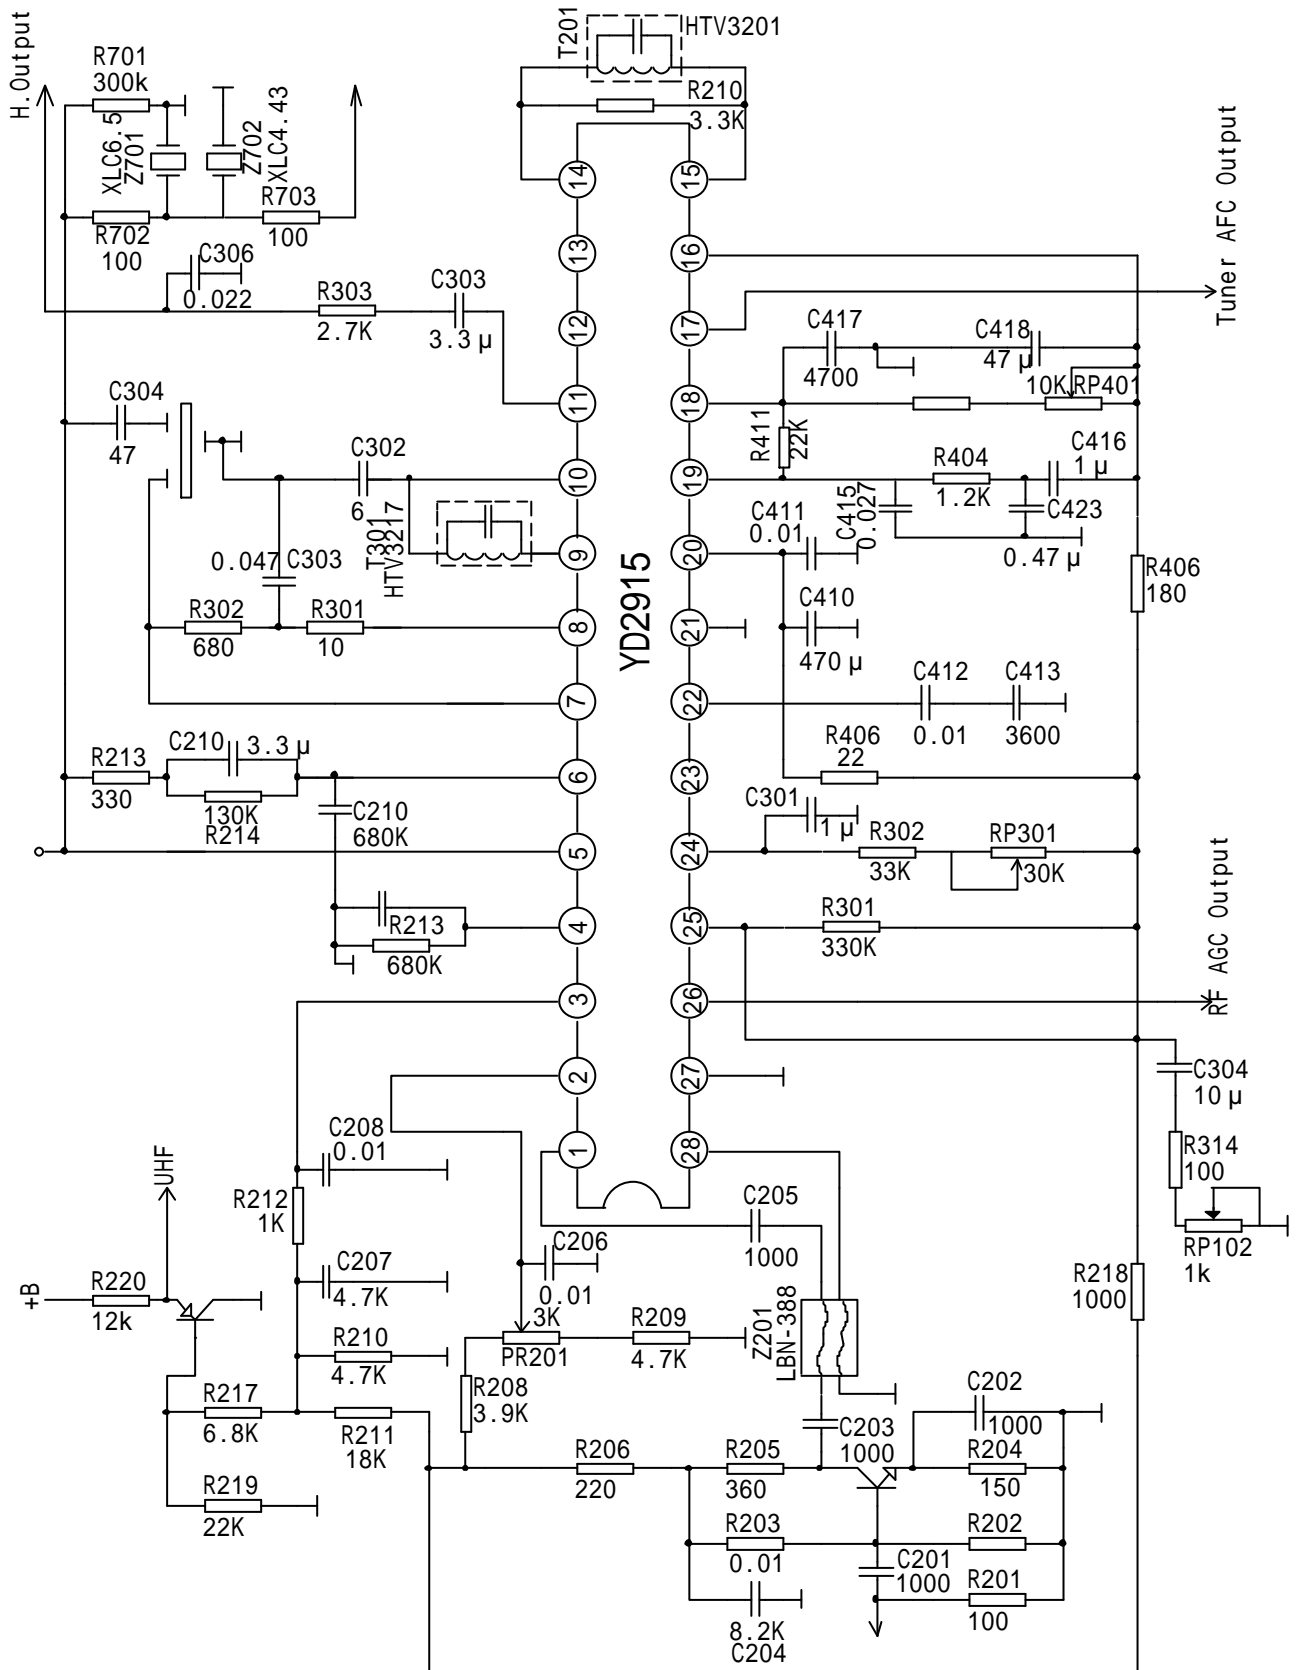 H.Output
R701
300k
XLC6.5
Z701
Z702
XLC4.43
R702
100
R703
100
C306
0.022
R303
2.7K
C303
3.3μ
T201
HTV3201
R210
3.3K
14
15
13
16
12
17
11
18
10
19
9
20
8
21
7
22
6
23
5
24
4
25
3
26
2
27
1
28
YD2915
Tuner AFC Output
C417
4700
C418
47μ
10K
RP401
R411
22K
C304
47
C302
6
T301
HTV3217
0.047
C303
R302
680
R301
10
R404
1.2K
C416
1μ
C415
0.027
C423
0.47μ
C411
0.01
C410
470μ
R406
180
C412
0.01
C413
3600
R406
22
R213
330
C210
3.3μ
130K
R214
C210
680K
R213
680K
C301
1μ
R302
33K
RP301
30K
R301
330K
RF AGC Output
C304
10μ
R314
100
RP102
1k
R218
1000
UHF
+B
R220
12k
R212
1K
C208
0.01
C207
4.7K
R210
4.7K
R217
6.8K
R211
18K
R219
22K
C206
0.01
3K
PR201
R209
4.7K
R208
3.9K
C205
1000
Z201
LBN-388
C203
1000
C202
1000
R206
220
R205
360
R204
150
R203
0.01
R202
C201
1000
R201
100
8.2K
C204